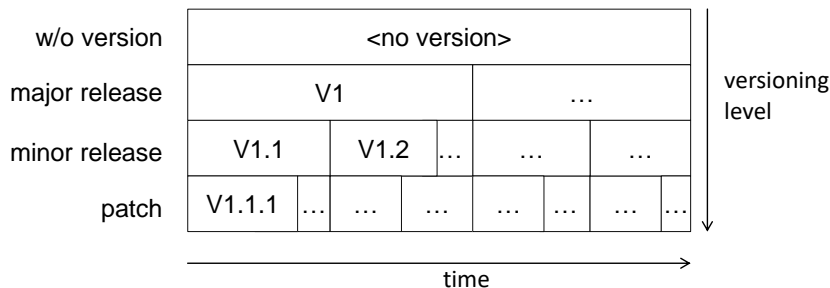 w/o version <no version>
major release V1 …
versioning
level
minor release V1.1 V1.2 … … …
patch V1.1.1 … … … … … … …
time